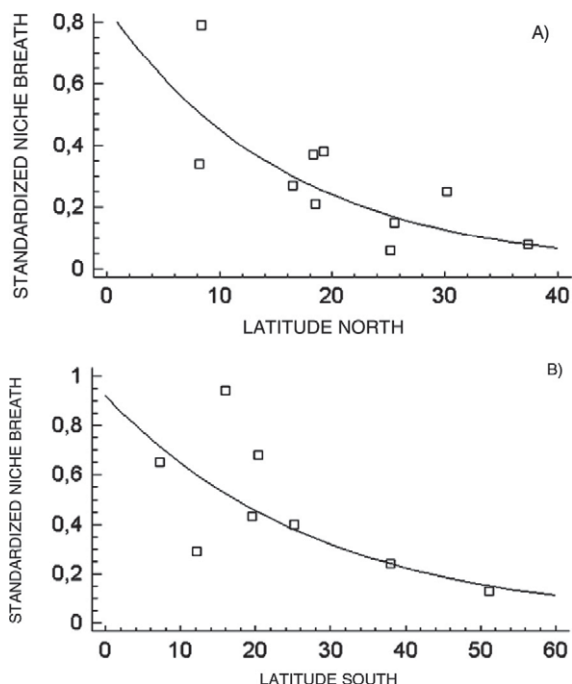 A)
STANDARDIZED NICHE BREATH
0,8
0,6
0,4
0,2
0
0 10 20 30 40
LATITUDE NORTH
B)
STANDARDIZED NICHE BREATH
1
0,8
0,6
0,4
0,2
0
0 10 20 30 40 50 60
LATITUDE SOUTH